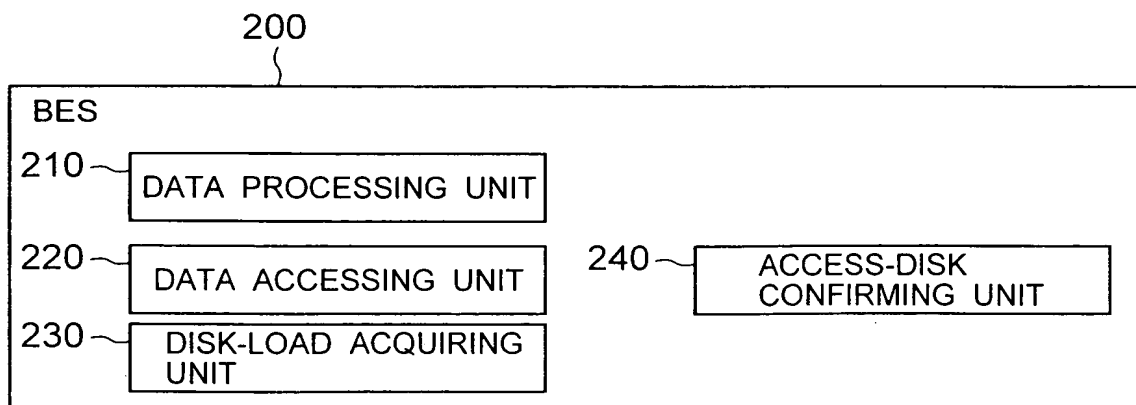 200
BES
210
DATA PROCESSING UNIT
220
DATA ACCESSING UNIT
240
ACCESS-DISK
CONFIRMING UNIT
230
DISK-LOAD ACQUIRING
UNIT